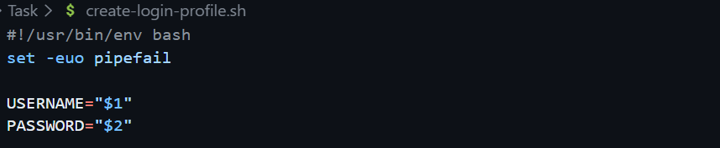 Task > $ create-login-profile.sh
#!/usr/bin/env bash
set -euo pipefail
USERNAME="$1"
PASSWORD="$2"